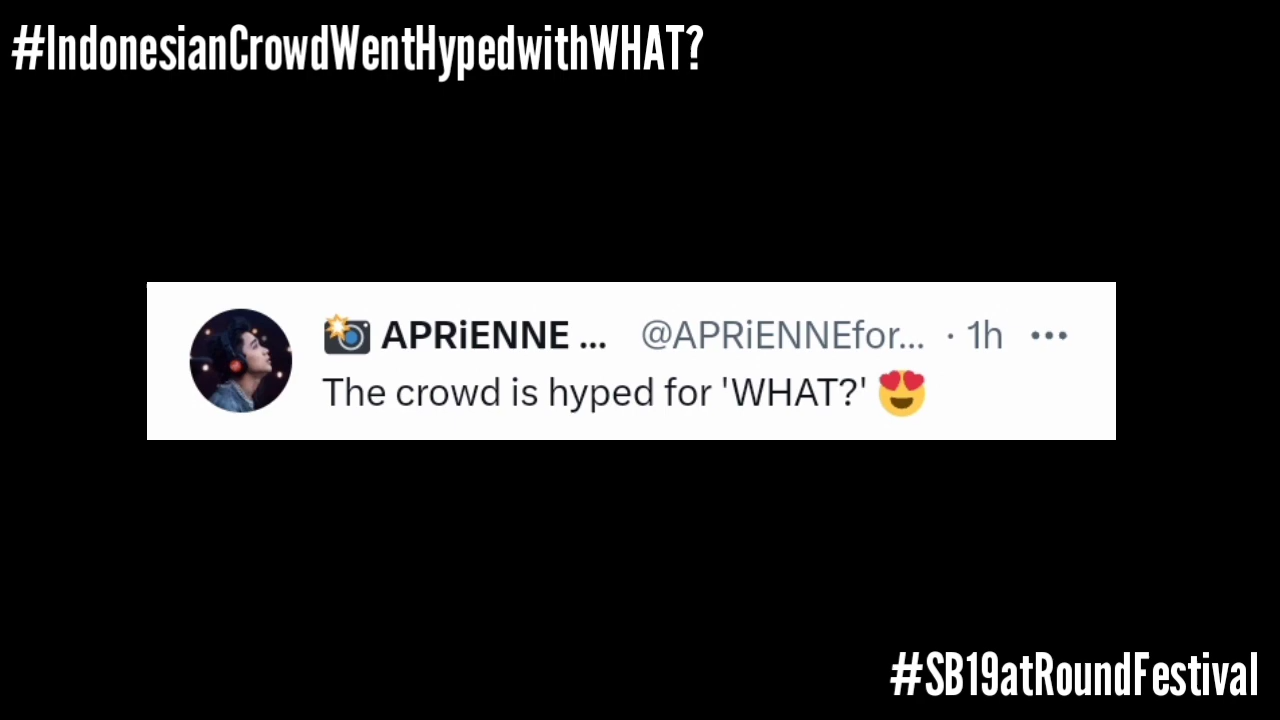 #IndonesianCrowdWentHypedwithWHAT?
📸 APRiENNE ... @APRiENNEfor... · 1h •••
The crowd is hyped for 'WHAT?' 😍
#SB19atRoundFestival